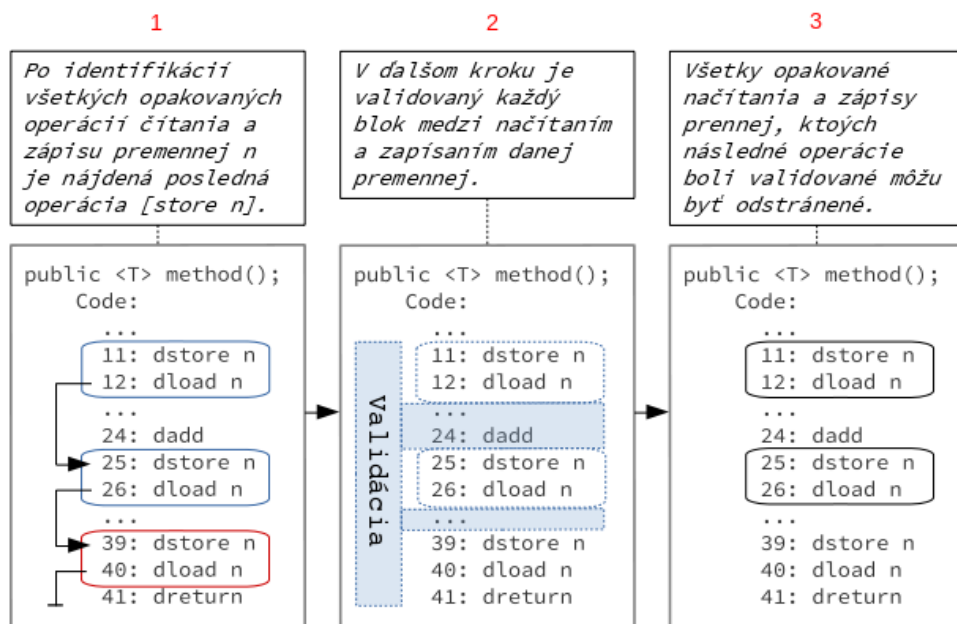 1
Po identifikácií
všetkých opakovaných
operácií čítania a
zápisu premennej n
je nájdená posledná
operácia [store n].
public <T> method();
Code:
...
11: dstore n
12: dload n
...
24: dadd
25: dstore n
26: dload n
...
39: dstore n
40: dload n
41: dreturn
2
V ďalšom kroku je
validovaný každý
blok medzi načítaním
a zapísaním danej
premennej.
public <T> method();
Code:
...
11: dstore n
12: dload n
...
24: dadd
25: dstore n
26: dload n
...
39: dstore n
40: dload n
41: dreturn
Validácia
3
Všetky opakované
načítania a zápisy
prennej, ktoých
následné operácie
boli validované môžu
byť odstránené.
public <T> method();
Code:
...
11: dstore n
12: dload n
...
24: dadd
25: dstore n
26: dload n
...
39: dstore n
40: dload n
41: dreturn